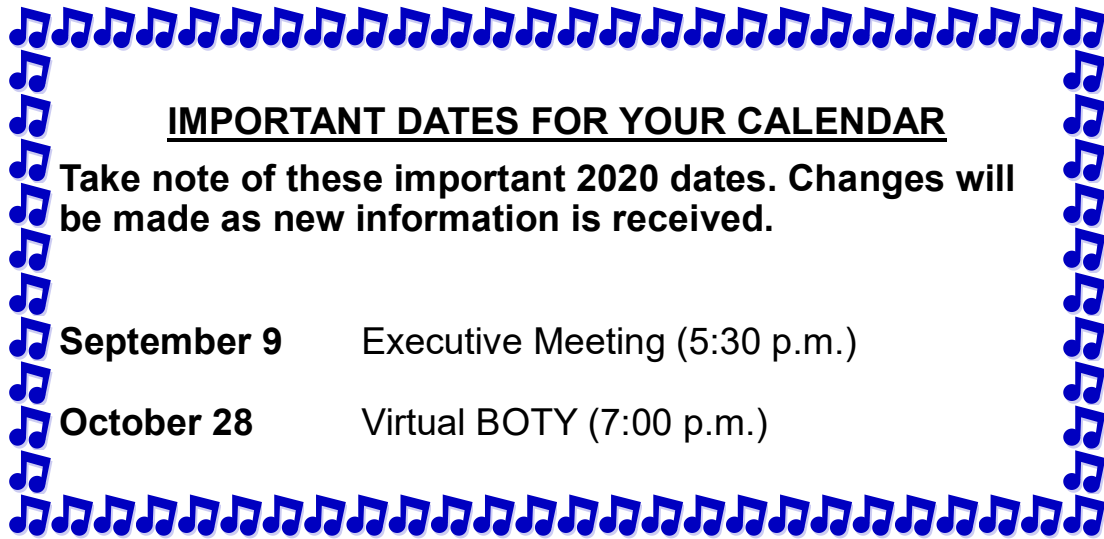 IMPORTANT DATES FOR YOUR CALENDAR
Take note of these important 2020 dates. Changes will
be made as new information is received.
September 9 Executive Meeting (5:30 p.m.)
October 28 Virtual BOTY (7:00 p.m.)